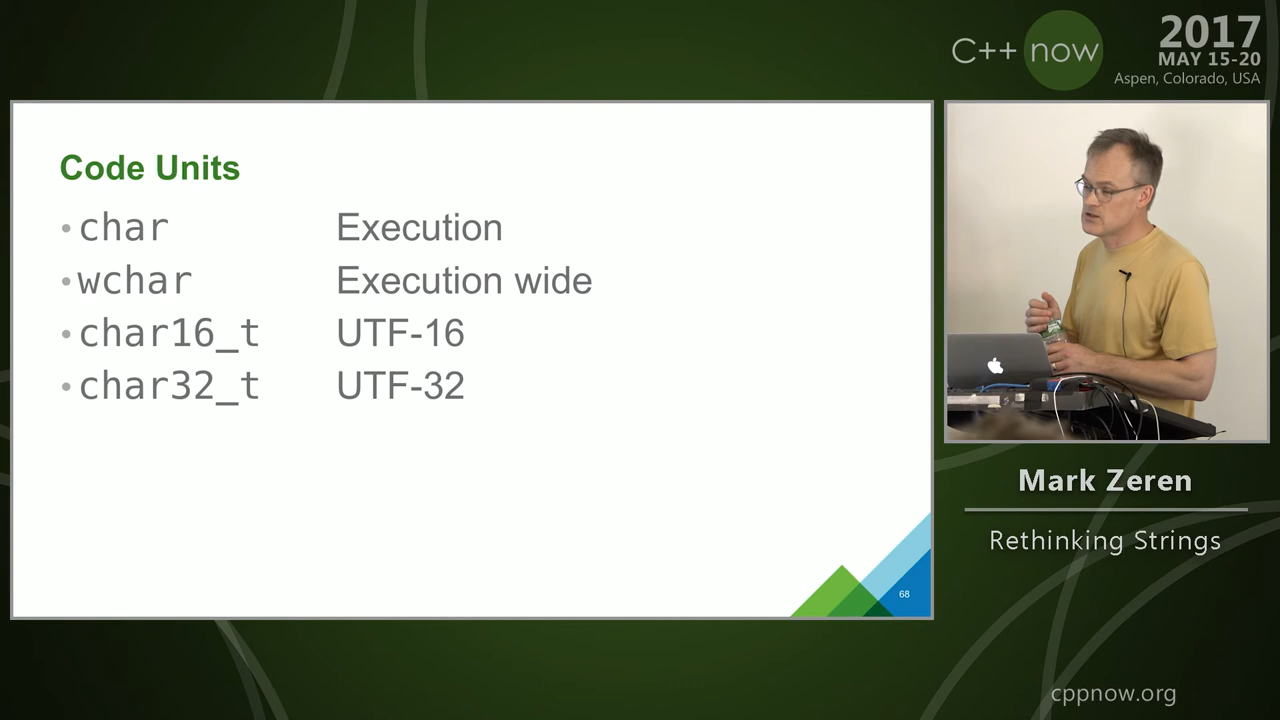 C++ now
2017
MAY 15-20
Aspen, Colorado, USA
Code Units
• char Execution
• wchar Execution wide
• char16_t UTF-16
• char32_t UTF-32
68
Mark Zeren
Rethinking Strings
cppnow.org